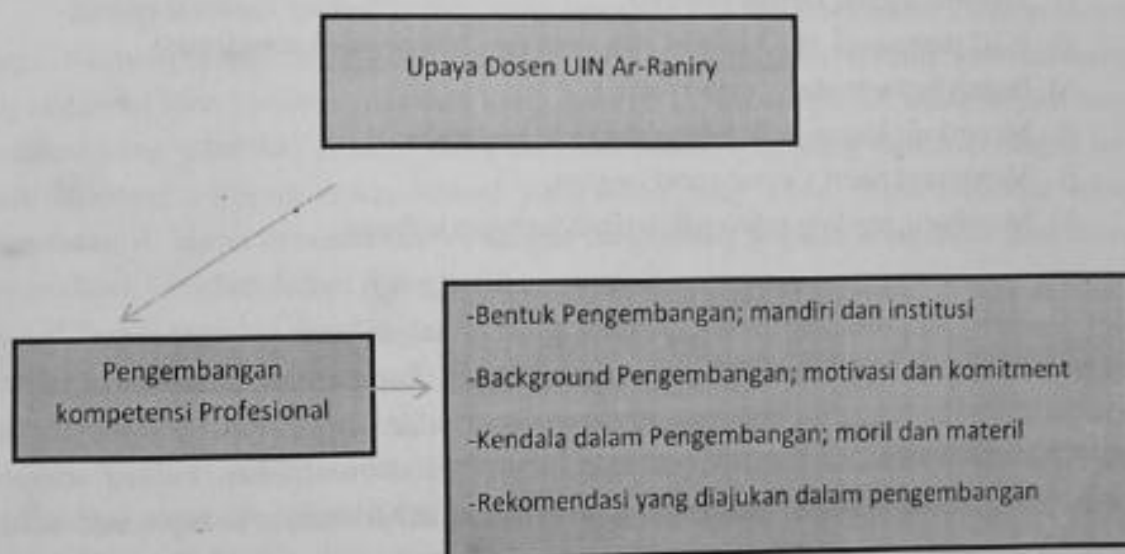 Upaya Dosen UIN Ar-Raniry
Pengembangan
kompetensi Profesional
-Bentuk Pengembangan; mandiri dan institusi
-Background Pengembangan; motivasi dan komitment
-Kendala dalam Pengembangan; moril dan materil
-Rekomendasi yang diajukan dalam pengembangan